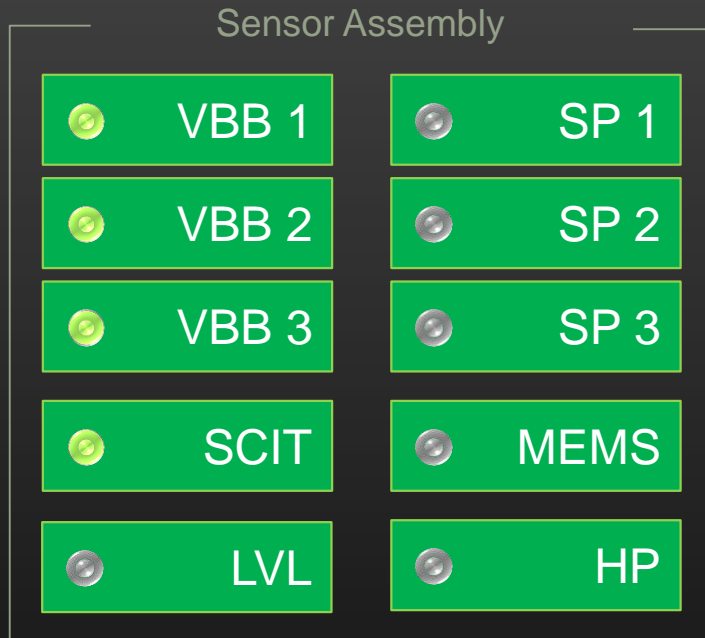 Sensor Assembly
VBB 1
SP 1
VBB 2
SP 2
VBB 3
SP 3
SCIT
MEMS
LVL
HP